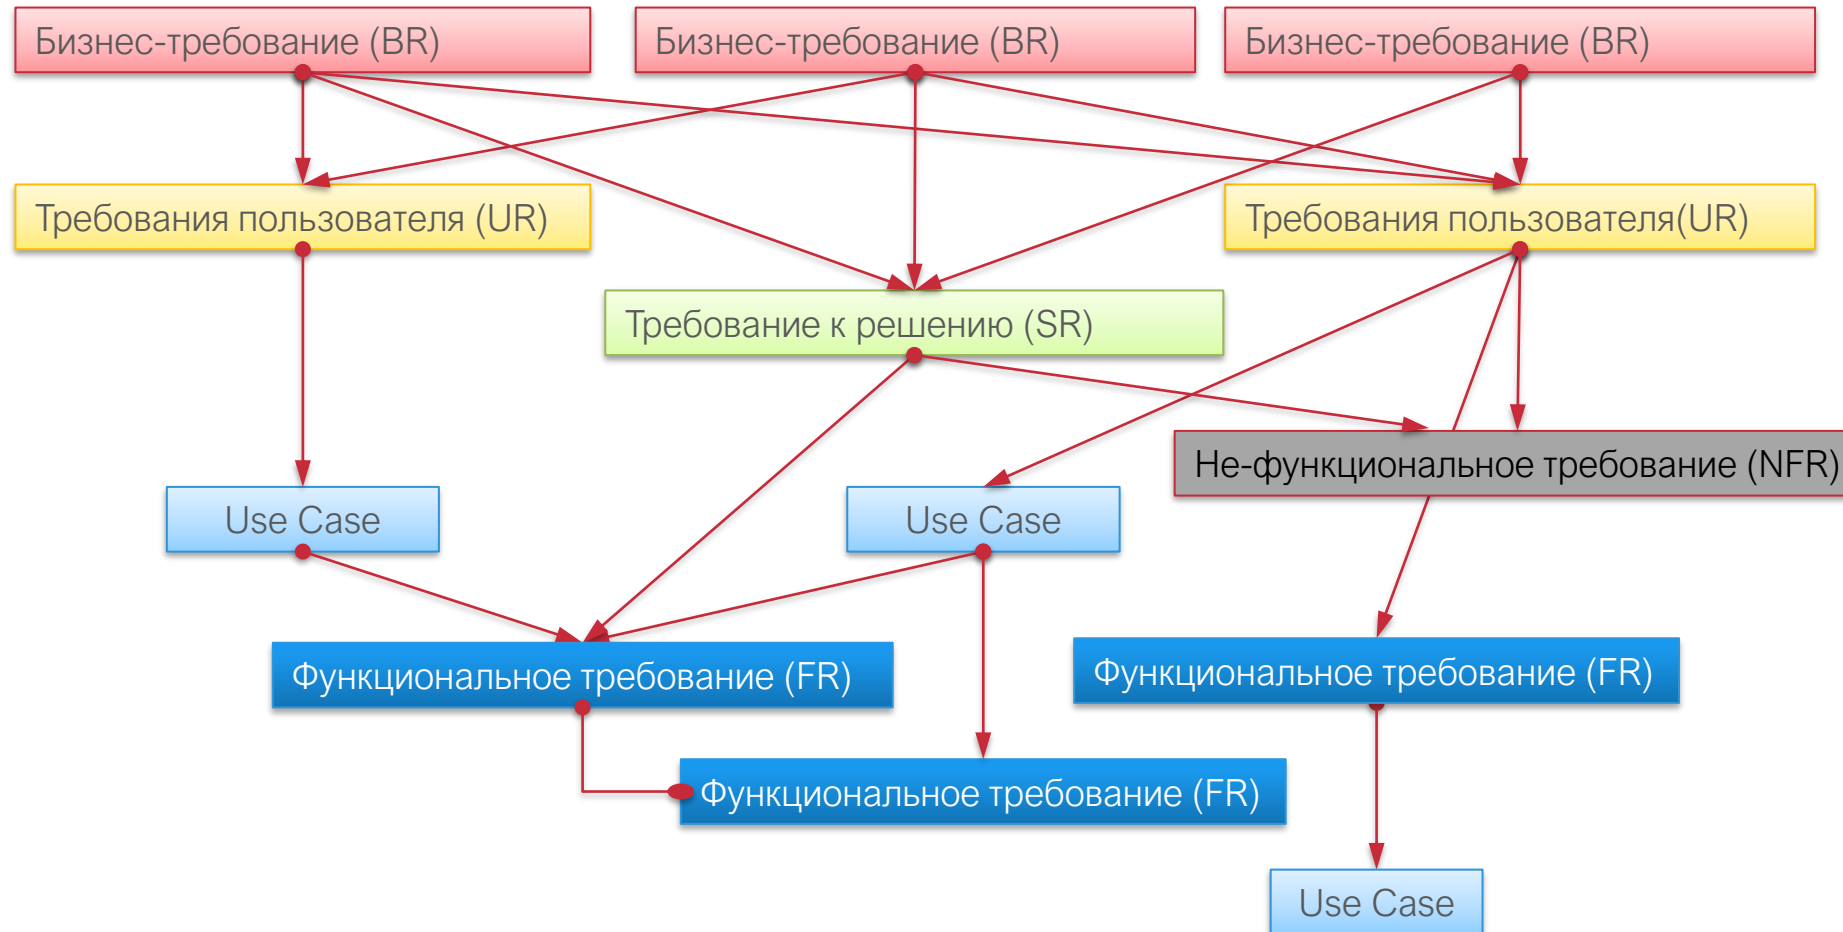 Бизнес-требование (BR)
Бизнес-требование (BR)
Бизнес-требование (BR)
Требования пользователя (UR)
Требования пользователя(UR)
Требование к решению (SR)
Не-функциональное требование (NFR)
Use Case
Use Case
Функциональное требование (FR)
Функциональное требование (FR)
Функциональное требование (FR)
Use Case